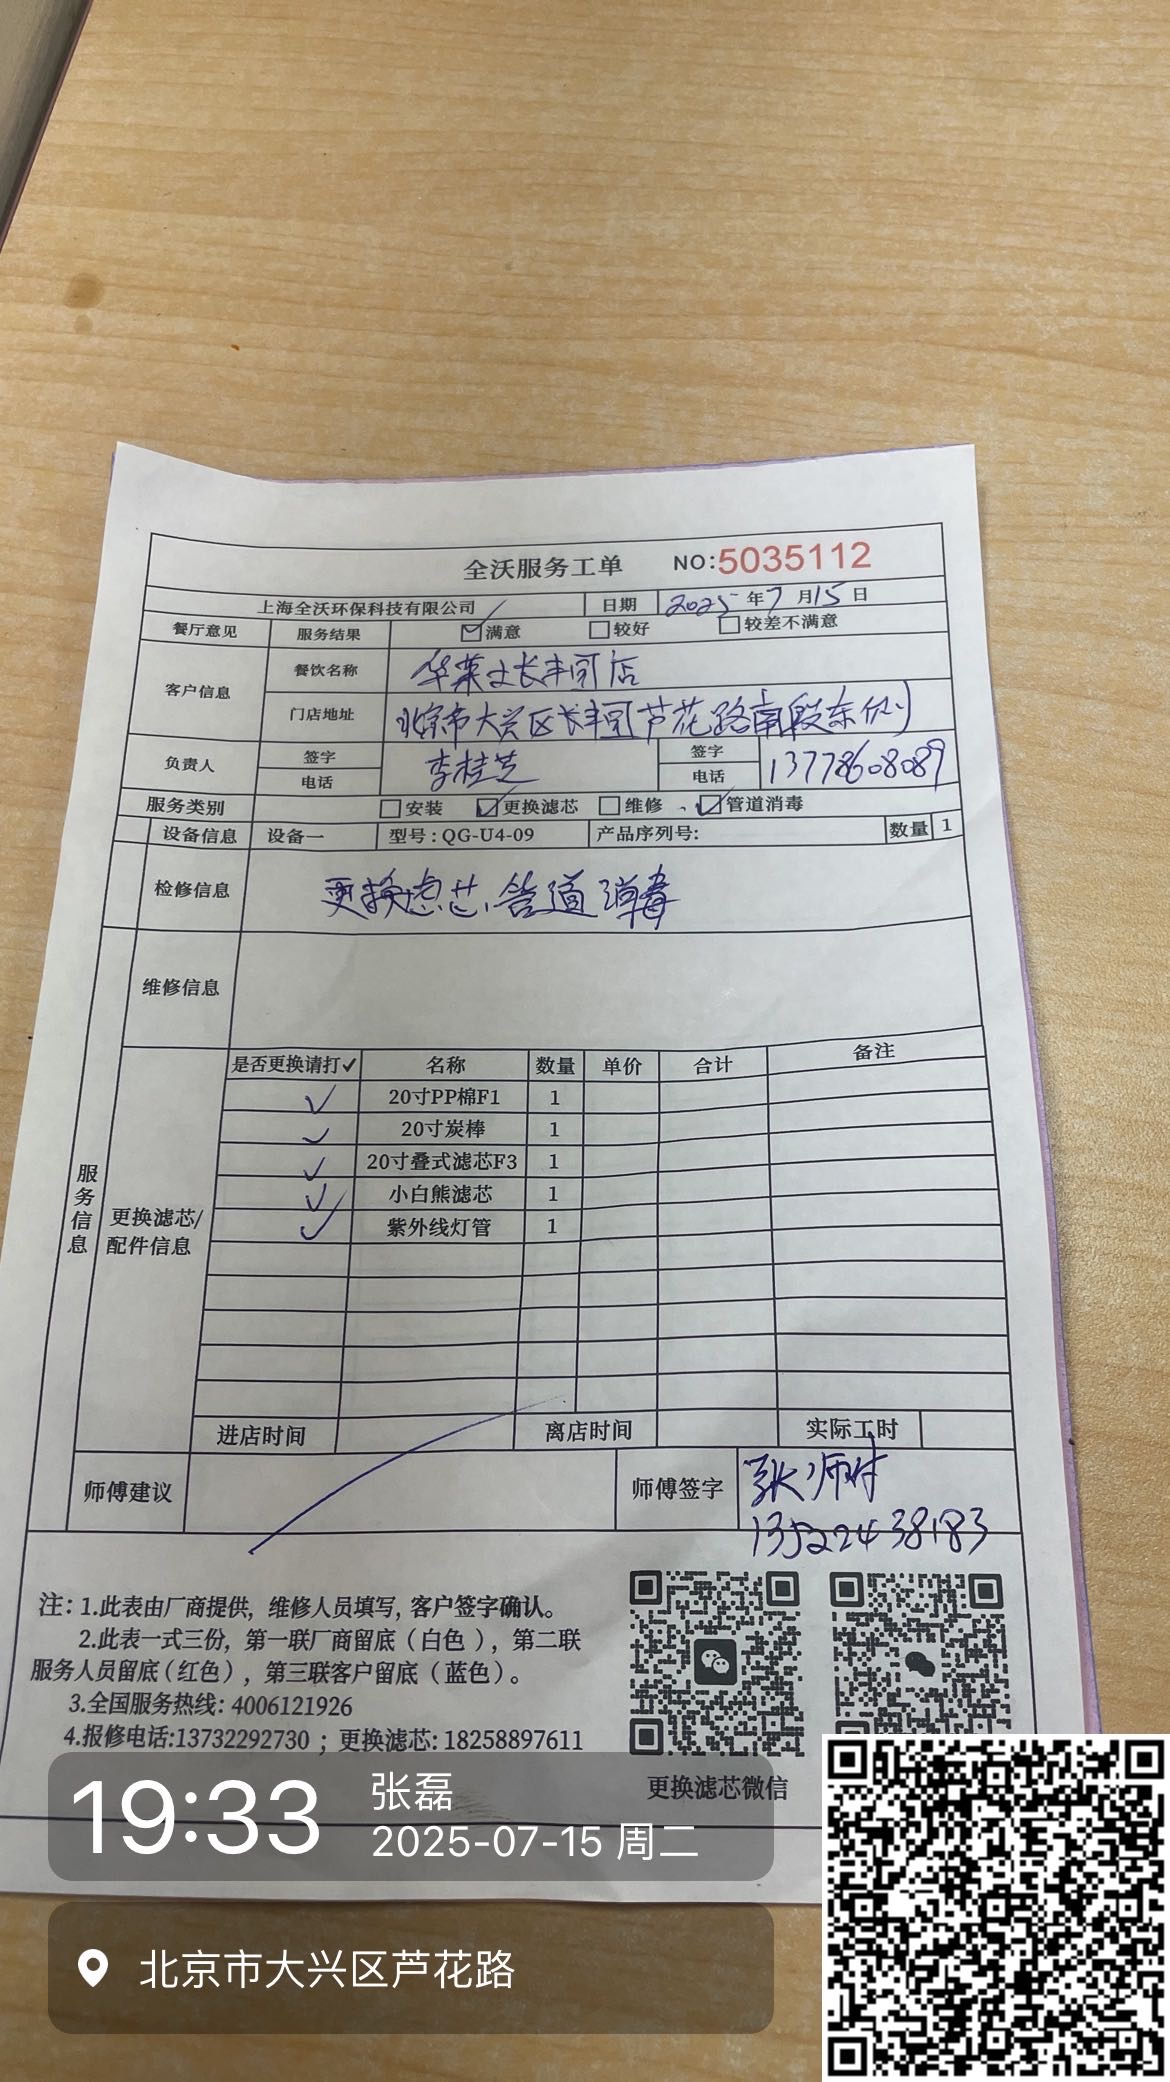 全沃服务工单 NO:5035112
上海全沃环保科技有限公司 日期 2025年7月15日
餐厅意见 服务结果 ☑满意 ☐较好 ☐较差不满意
客户信息 餐饮名称 华莱士长丰园店
门店地址 北京市大兴区长丰园芦花路南段东侧
负责人 签字 李桂芝 签字
电话 电话 13778608089
服务类别 ☐安装 ☑更换滤芯 ☐维修 ☑管道消毒
设备信息 设备一 型号:QG-U4-09 产品序列号: 数量 1
检修信息 更换虑芯、管道消毒
维修信息
服务信息
更换滤芯/
配件信息
是否更换请打✓ 名称 数量 单价 合计 备注
✓ 20寸PP棉F1 1
✓ 20寸炭棒 1
✓ 20寸叠式滤芯F3 1
✓ 小白熊滤芯 1
✓ 紫外线灯管 1
进店时间 离店时间 实际工时
师傅建议 师傅签字 张师付
13522438183
注: 1.此表由厂商提供, 维修人员填写, 客户签字确认。
2.此表一式三份, 第一联厂商留底（白色）, 第二联
服务人员留底（红色）, 第三联客户留底（蓝色）。
3.全国服务热线: 4006121926
4.报修电话:13732292730 ; 更换滤芯: 18258897611
更换滤芯微信
19:33 张磊
2025-07-15 周二
北京市大兴区芦花路